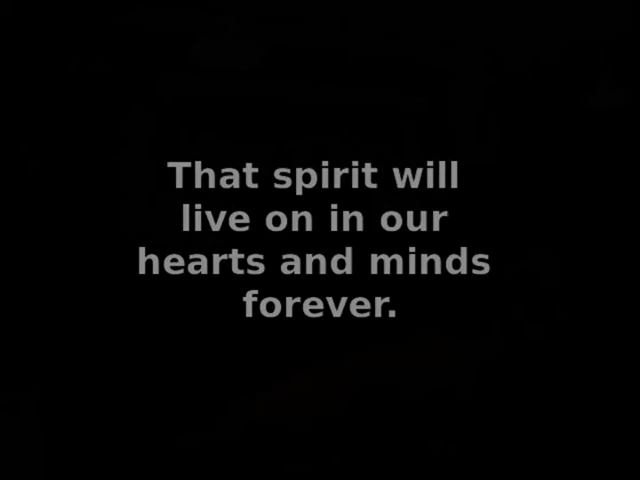 That spirit will
live on in our
hearts and minds
forever.